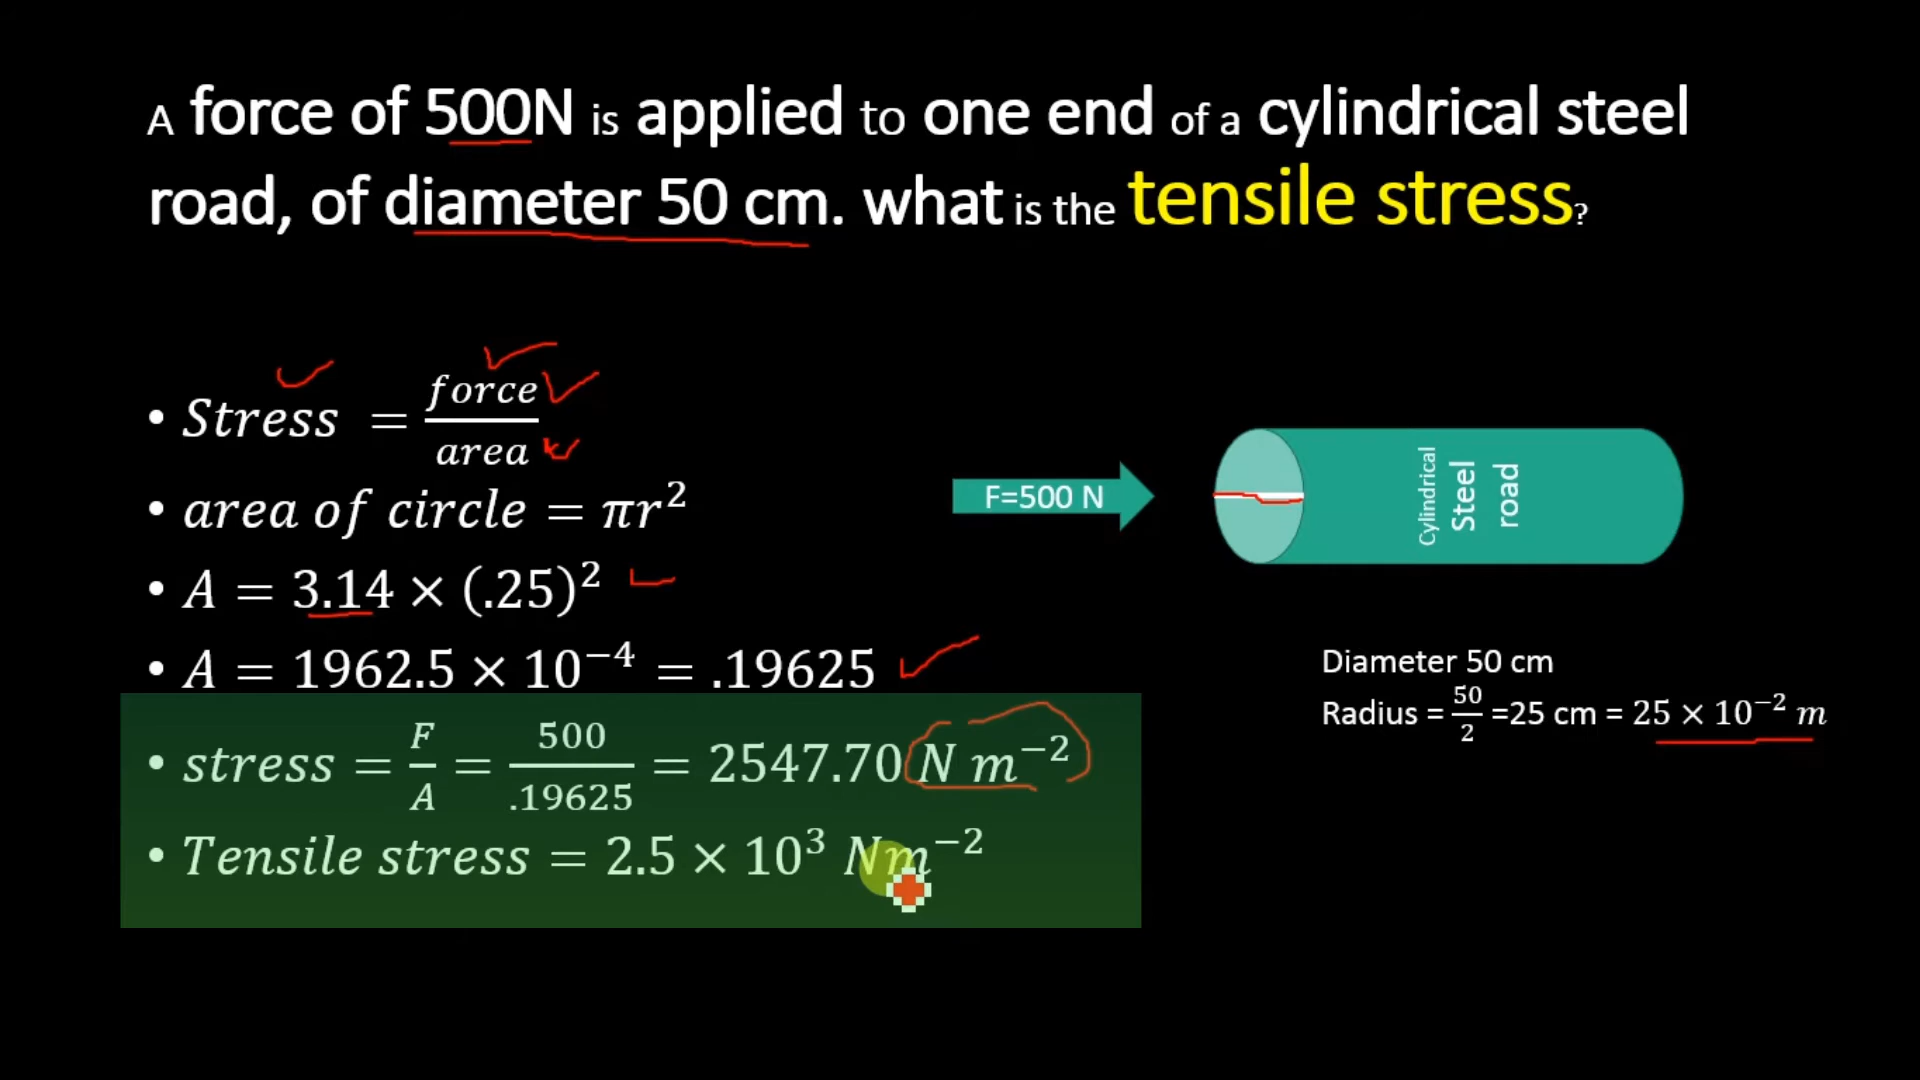 A force of 500N is applied to one end of a cylindrical steel
road, of diameter 50 cm. what is the tensile stress?
• Stress = force/area
• area of circle = πr²
• A = 3.14 × (.25)²
• A = 1962.5 × 10⁻⁴ = .19625
• stress = F/A = 500/.19625 = 2547.70 N m⁻²
• Tensile stress = 2.5 × 10³ Nm⁻²
F=500 N
Cylindrical
Steel
road
Diameter 50 cm
Radius = 50/2 =25 cm = 25 × 10⁻² m